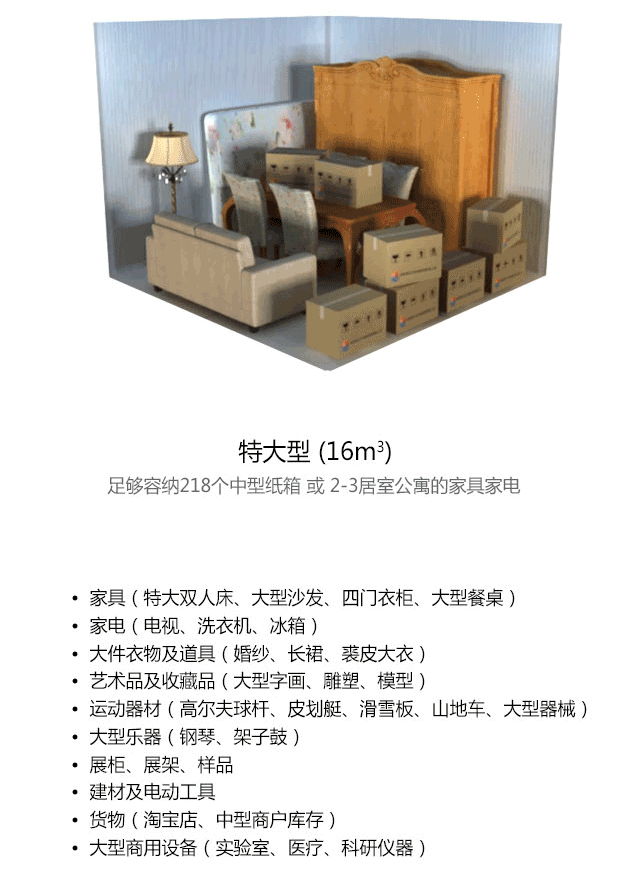 特大型 (16m³)
足够容纳218个中型纸箱 或 2-3居室公寓的家具家电
• 家具（特大双人床、大型沙发、四门衣柜、大型餐桌）
• 家电（电视、洗衣机、冰箱）
• 大件衣物及道具（婚纱、长裙、裘皮大衣）
• 艺术品及收藏品（大型字画、雕塑、模型）
• 运动器材（高尔夫球杆、皮划艇、滑雪板、山地车、大型器械）
• 大型乐器（钢琴、架子鼓）
• 展柜、展架、样品
• 建材及电动工具
• 货物（淘宝店、中型商户库存）
• 大型商用设备（实验室、医疗、科研仪器）